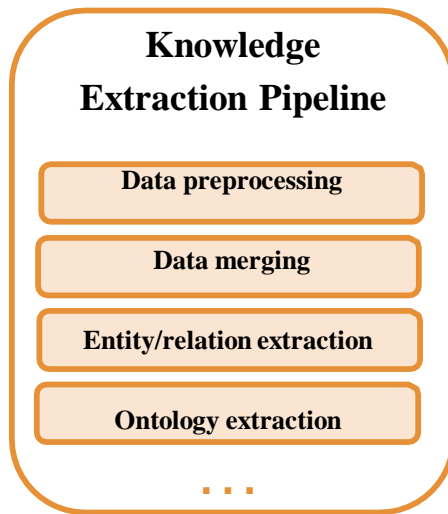 Knowledge
Extraction Pipeline
Data preprocessing
Data merging
Entity/relation extraction
Ontology extraction
. . .